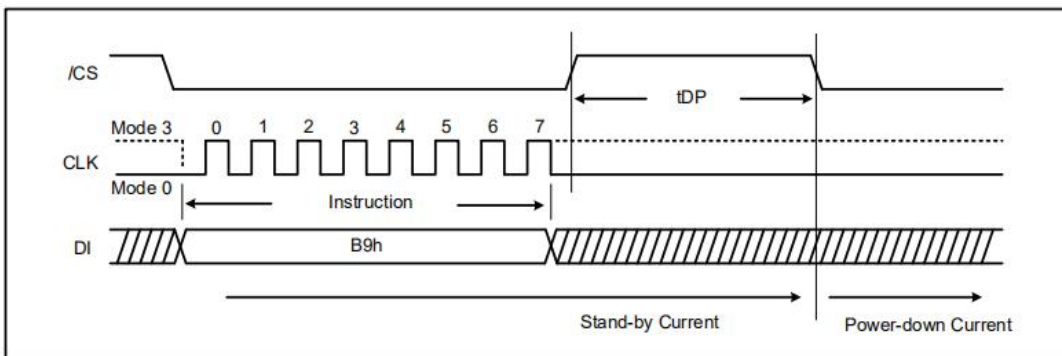 /CS
tDP
Mode 3 0 1 2 3 4 5 6 7
CLK
Mode 0
Instruction
DI
B9h
Stand-by Current
Power-down Current